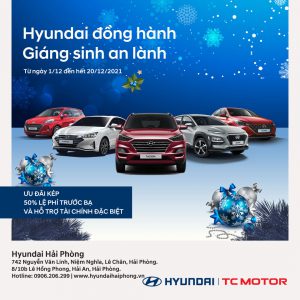 Hyundai đồng hành
Giáng sinh an lành
Từ ngày 1/12 đến hết 20/12/2021
ƯU ĐÃI KÉP
50% LỆ PHÍ TRƯỚC BẠ
VÀ HỖ TRỢ TÀI CHÍNH ĐẶC BIỆT
Hyundai Hải Phòng
742 Nguyễn Văn Linh, Niệm Nghĩa, Lê Chân, Hải Phòng.
8/10b Lê Hồng Phong, Hải An, Hải Phòng.
Hotline: 0906.206.299 | www.hyundaihaiphong.vn
HYUNDAI | TC MOTOR